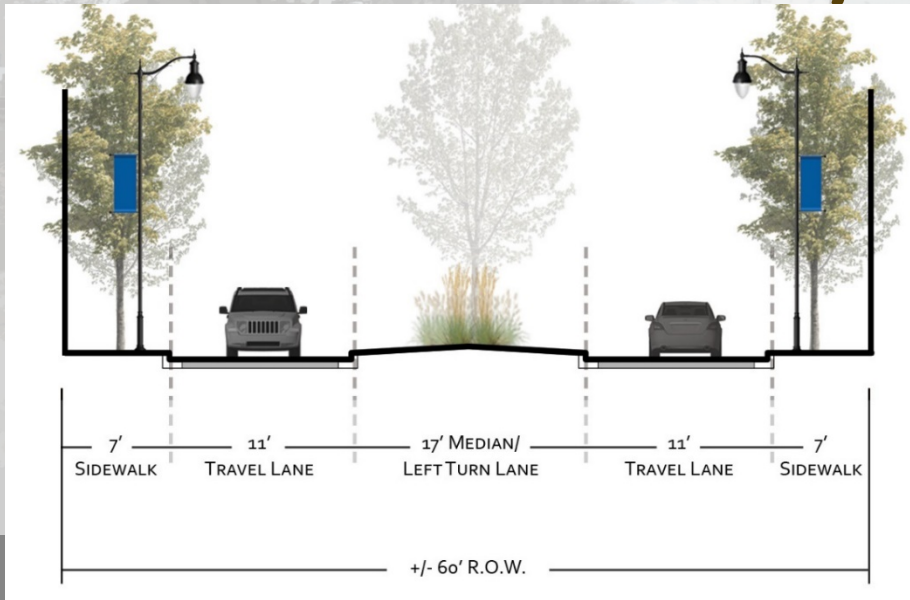 7' 11' 17' MEDIAN/ 11' 7'
SIDEWALK TRAVEL LANE LEFT TURN LANE TRAVEL LANE SIDEWALK
+/- 60' R.O.W.